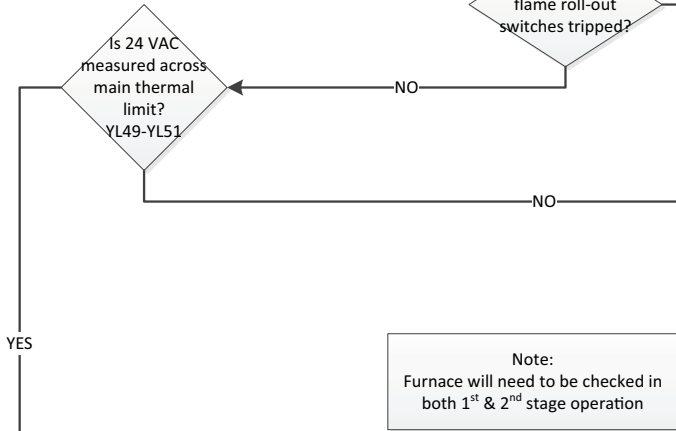 flame roll-out
switches tripped?
Is 24 VAC
measured across
main thermal
limit?
YL49-YL51
NO
NO
YES
Note:
Furnace will need to be checked in
both 1st & 2nd stage operation